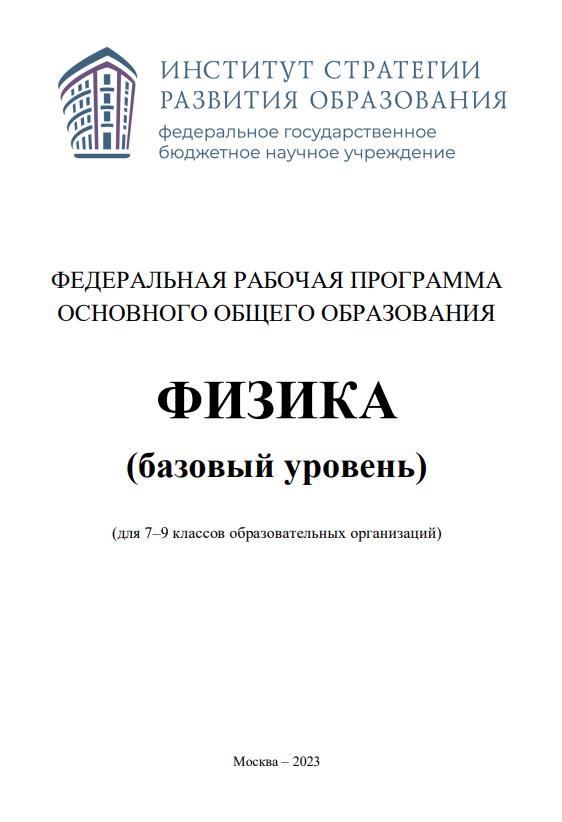 ИНСТИТУТ СТРАТЕГИИ
РАЗВИТИЯ ОБРАЗОВАНИЯ
федеральное государственное
бюджетное научное учреждение
ФЕДЕРАЛЬНАЯ РАБОЧАЯ ПРОГРАММА
ОСНОВНОГО ОБЩЕГО ОБРАЗОВАНИЯ
ФИЗИКА
(базовый уровень)
(для 7–9 классов образовательных организаций)
Москва – 2023